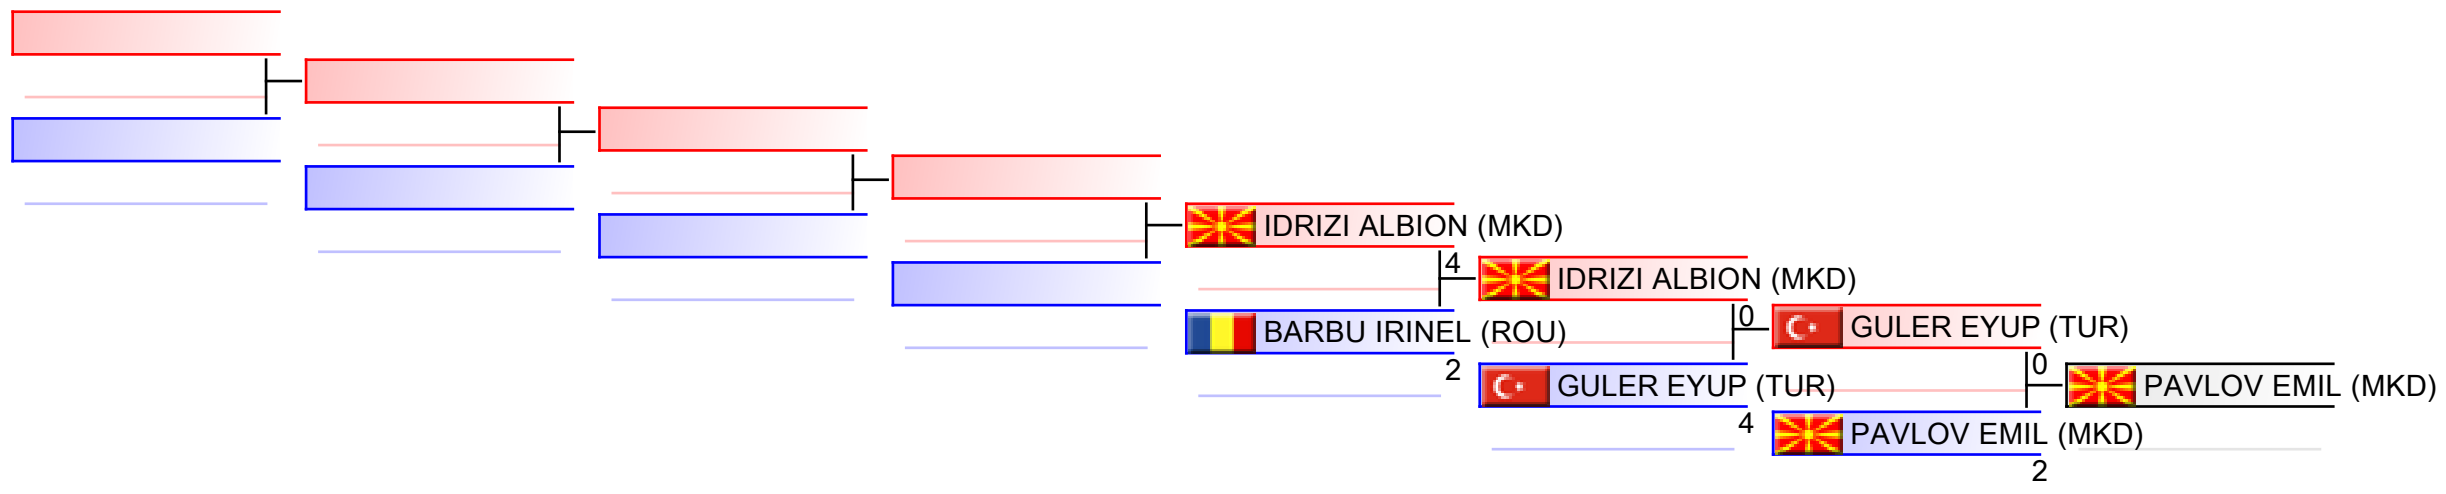 IDRIZI ALBION (MKD)
4
BARBU IRINEL (ROU)
2
IDRIZI ALBION (MKD)
0
GULER EYUP (TUR)
4
GULER EYUP (TUR)
0
PAVLOV EMIL (MKD)
2
PAVLOV EMIL (MKD)